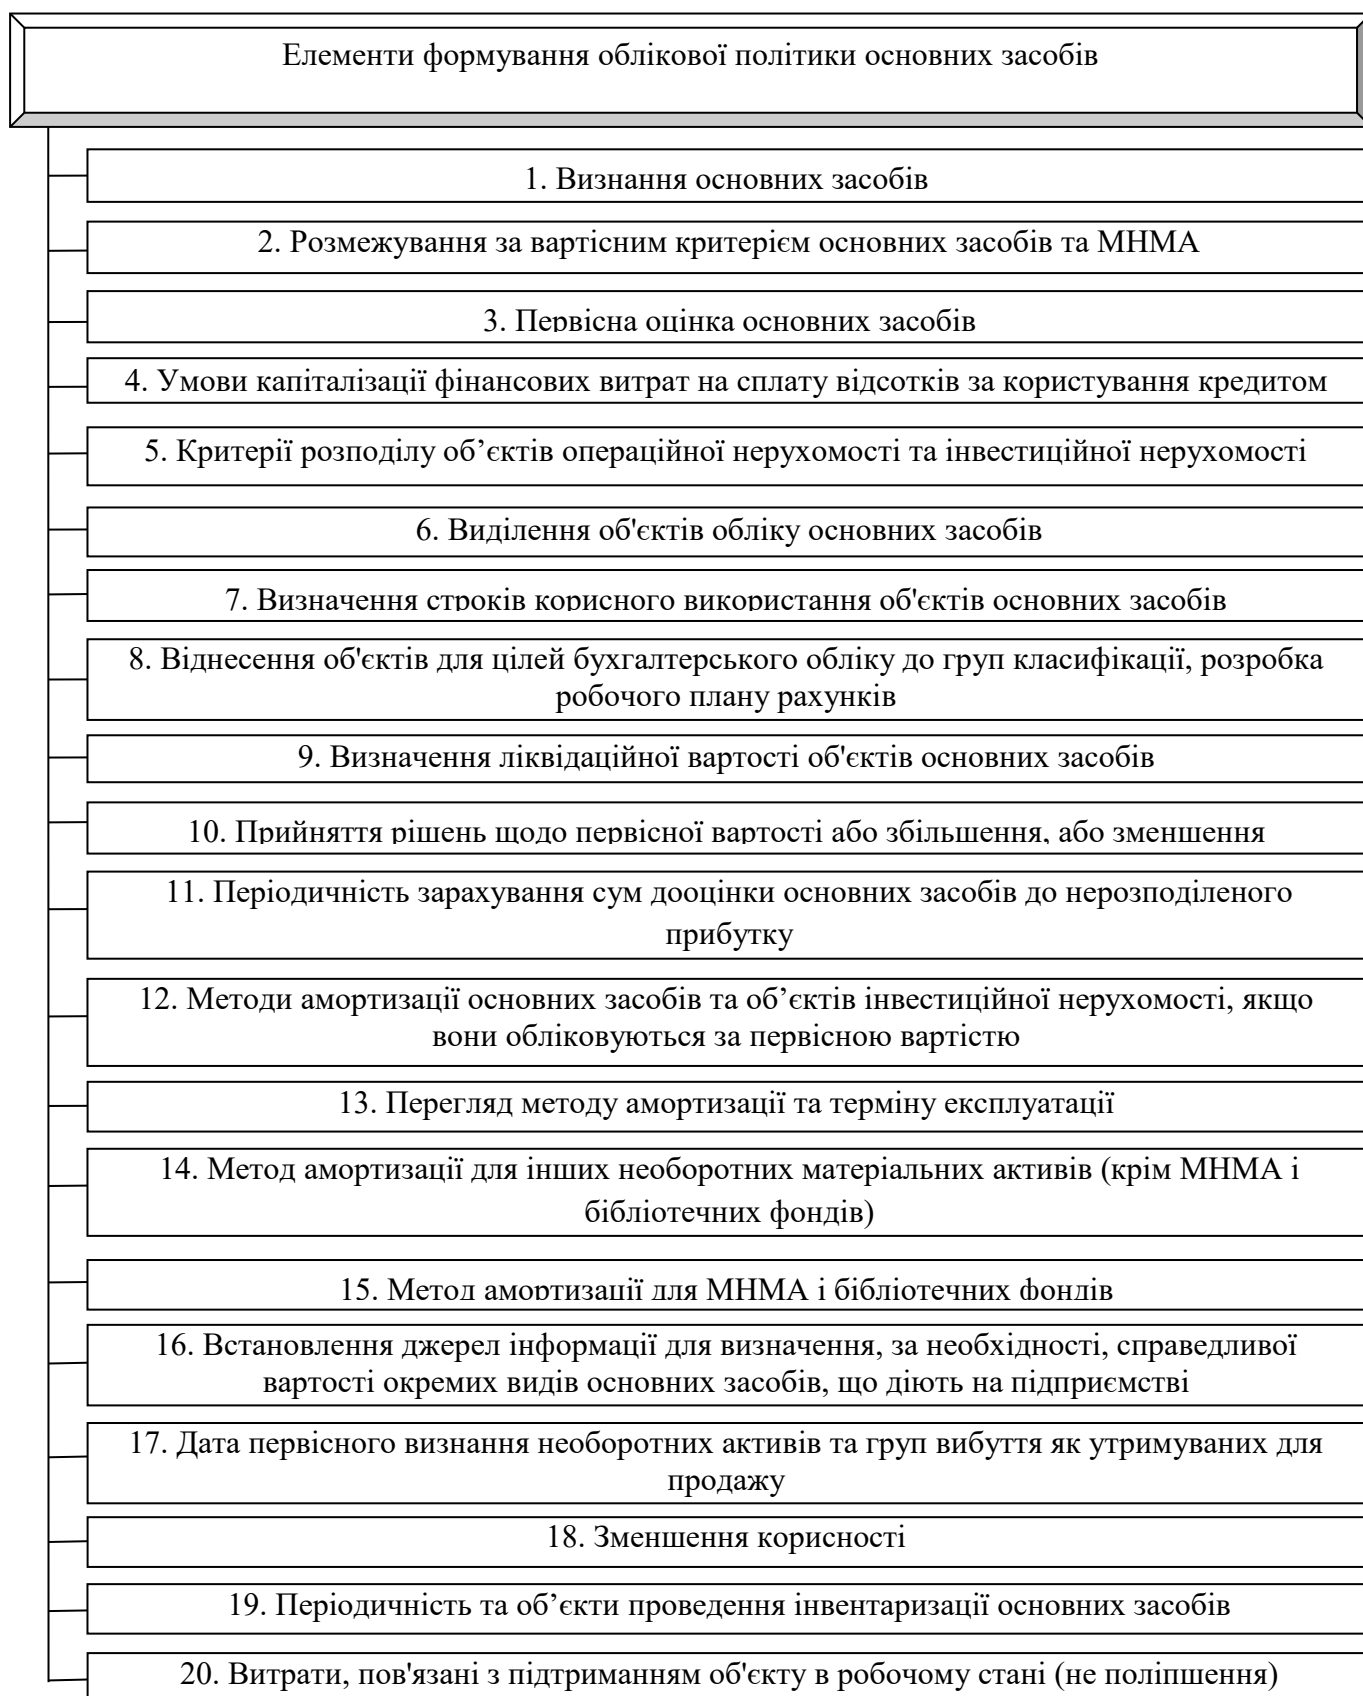 Елементи формування облікової політики основних засобів
1. Визнання основних засобів
2. Розмежування за вартісним критерієм основних засобів та МНМА
3. Первісна оцінка основних засобів
4. Умови капіталізації фінансових витрат на сплату відсотків за користування кредитом
5. Критерії розподілу об’єктів операційної нерухомості та інвестиційної нерухомості
6. Виділення об'єктів обліку основних засобів
7. Визначення строків корисного використання об'єктів основних засобів
8. Віднесення об'єктів для цілей бухгалтерського обліку до груп класифікації, розробка
робочого плану рахунків
9. Визначення ліквідаційної вартості об'єктів основних засобів
10. Прийняття рішень щодо первісної вартості або збільшення, або зменшення
11. Періодичність зарахування сум дооцінки основних засобів до нерозподіленого
прибутку
12. Методи амортизації основних засобів та об’єктів інвестиційної нерухомості, якщо
вони обліковуються за первісною вартістю
13. Перегляд методу амортизації та терміну експлуатації
14. Метод амортизації для інших необоротних матеріальних активів (крім МНМА і
бібліотечних фондів)
15. Метод амортизації для МНМА і бібліотечних фондів
16. Встановлення джерел інформації для визначення, за необхідності, справедливої
вартості окремих видів основних засобів, що діють на підприємстві
17. Дата первісного визнання необоротних активів та груп вибуття як утримуваних для
продажу
18. Зменшення корисності
19. Періодичність та об’єкти проведення інвентаризації основних засобів
20. Витрати, пов'язані з підтриманням об'єкту в робочому стані (не поліпшення)